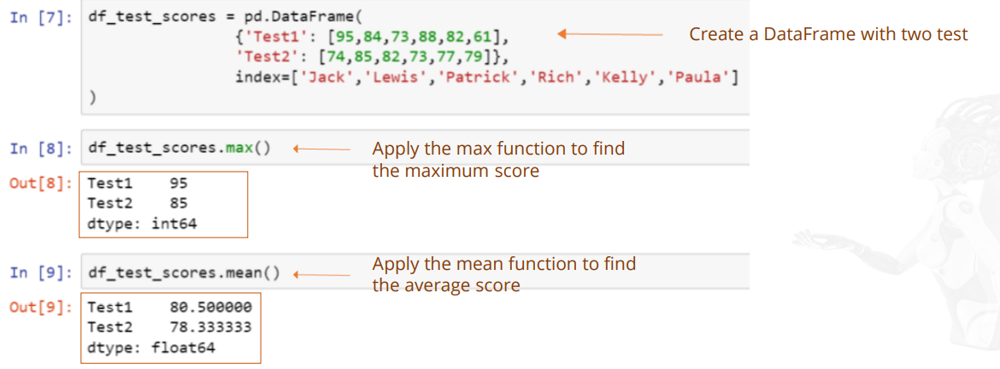 In [7]: df_test_scores = pd.DataFrame(
{'Test1': [95,84,73,88,82,61],
'Test2': [74,85,82,73,77,79]},
index=['Jack','Lewis','Patrick','Rich','Kelly','Paula']
)
Create a DataFrame with two test
In [8]: df_test_scores.max()
Apply the max function to find
the maximum score
Out[8]: Test1 95
Test2 85
dtype: int64
In [9]: df_test_scores.mean()
Apply the mean function to find
the average score
Out[9]: Test1 80.500000
Test2 78.333333
dtype: float64